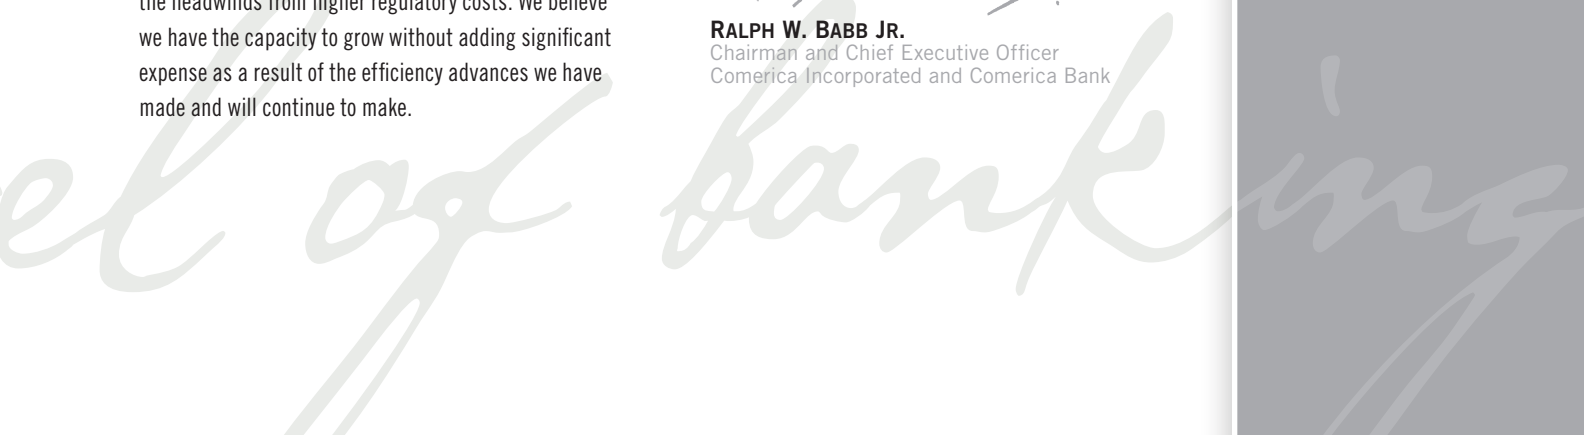 the headwinds from higher regulatory costs. We believe
we have the capacity to grow without adding significant
expense as a result of the efficiency advances we have
made and will continue to make.
RALPH W. BABB JR.
Chairman and Chief Executive Officer
Comerica Incorporated and Comerica Bank
el of banking